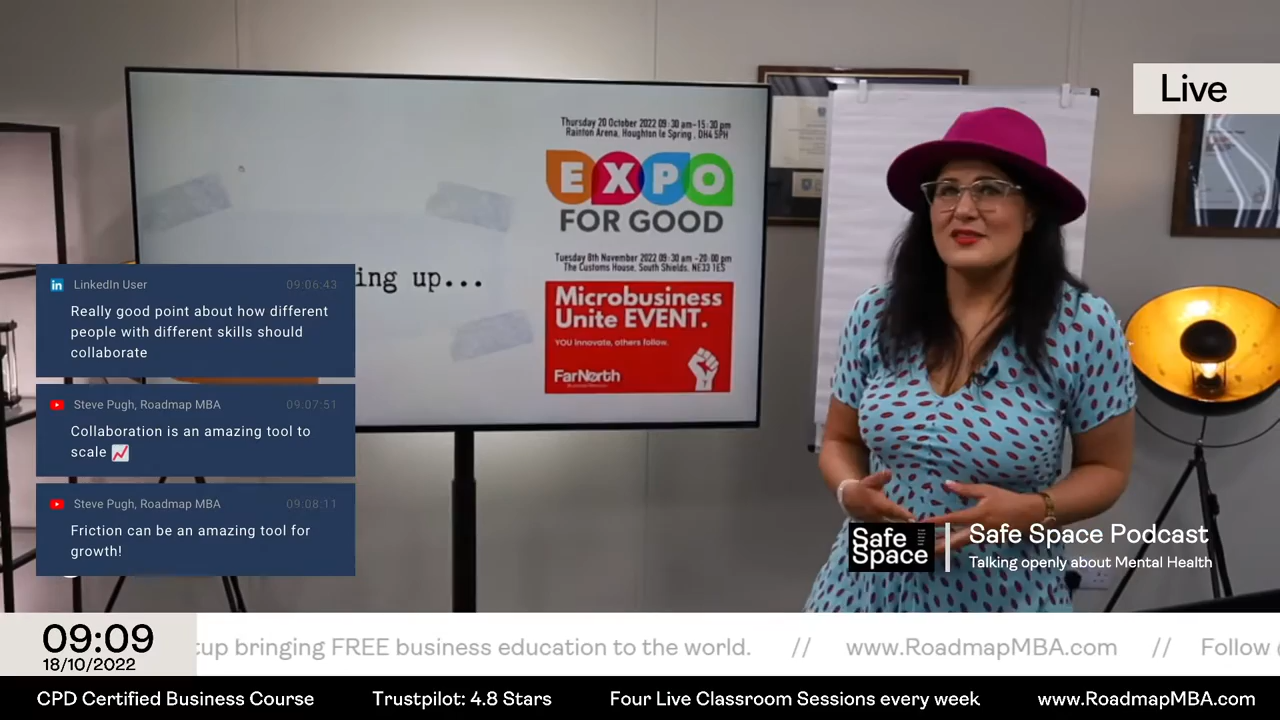 Live
Thursday 20 October 2022 09:30 am-15:30 pm
Rainton Arena, Houghton le Spring, DH4 5PH
EXPO
FOR GOOD
ing up...
Tuesday 8th November 2022 09:30 am -20:00 pm
The Customs House, South Shields, NE33 1ES
Microbusiness
Unite EVENT.
YOU Innovate, others follow.
FarNorth
LinkedIn User 09:06:43
Really good point about how different
people with different skills should
collaborate
Steve Pugh, Roadmap MBA 09:07:51
Collaboration is an amazing tool to
scale
Steve Pugh, Roadmap MBA 09:08:11
Friction can be an amazing tool for
growth!
Safe
Space
Safe Space Podcast
Talking openly about Mental Health
09:09
18/10/2022
tup bringing FREE business education to the world. // www.RoadmapMBA.com // Follow
CPD Certified Business Course Trustpilot: 4.8 Stars Four Live Classroom Sessions every week www.RoadmapMBA.com